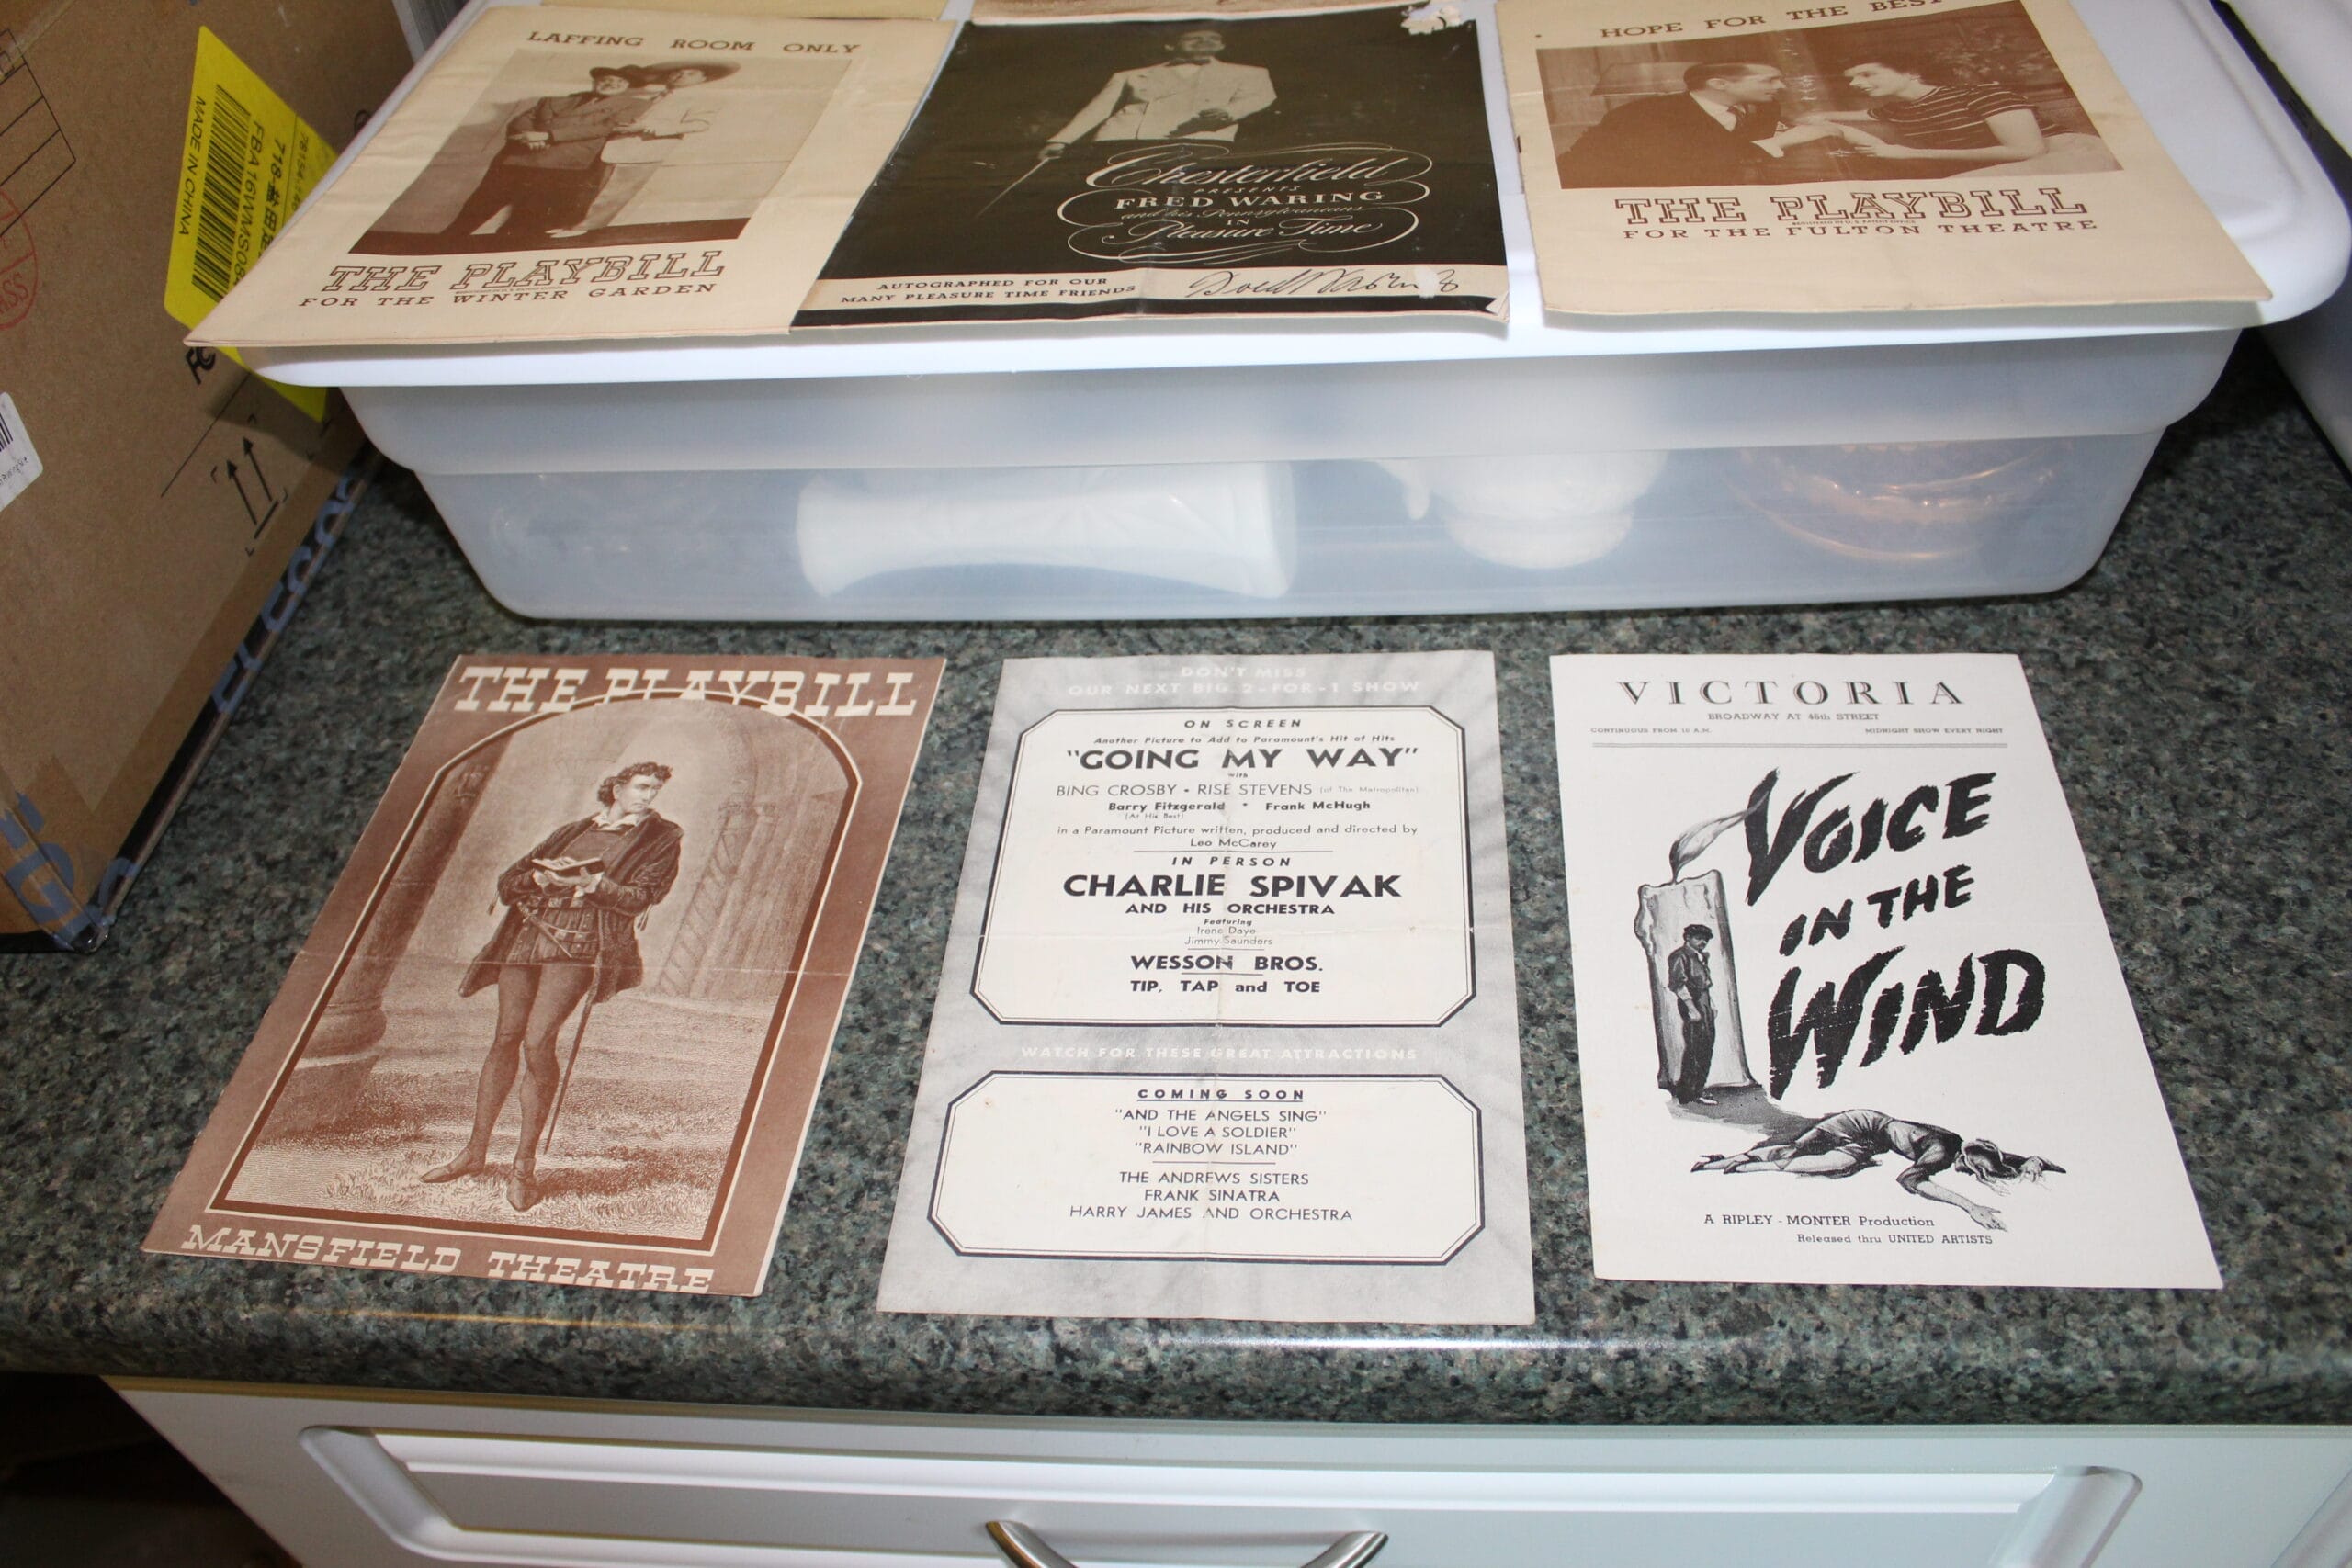 LAFFING ROOM ONLY
THE PLAYBILL
FOR THE WINTER GARDEN
Chesterfield
PRESENTS
FRED WARING
and his Pennsylvanians
IN
Pleasure Time
AUTOGRAPHED FOR OUR
MANY PLEASURE TIME FRIENDS
HOPE FOR THE BEST
THE PLAYBILL
FOR THE FULTON THEATRE
MADE IN CHINA
THE PLAYBILL
MANSFIELD THEATRE
DON'T MISS
OUR NEXT BIG 2-FOR-1 SHOW
ON SCREEN
Another Picture to Add to Paramount's Hit of Hits
"GOING MY WAY"
with
BING CROSBY • RISE STEVENS (of The Metropolitan)
Barry Fitzgerald • Frank McHugh
(At His Best)
in a Paramount Picture written, produced and directed by
Leo McCarey
IN PERSON
CHARLIE SPIVAK
AND HIS ORCHESTRA
Featuring
Irene Daye
Jimmy Saunders
WESSON BROS.
TIP, TAP and TOE
WATCH FOR THESE GREAT ATTRACTIONS
COMING SOON
"AND THE ANGELS SING"
"I LOVE A SOLDIER"
"RAINBOW ISLAND"
THE ANDREWS SISTERS
FRANK SINATRA
HARRY JAMES AND ORCHESTRA
VICTORIA
BROADWAY AT 46th STREET
CONTINUOUS FROM 10 A.M. MIDNIGHT SHOW EVERY NIGHT
VOICE
IN THE
WIND
A RIPLEY - MONTER Production
Released thru UNITED ARTISTS